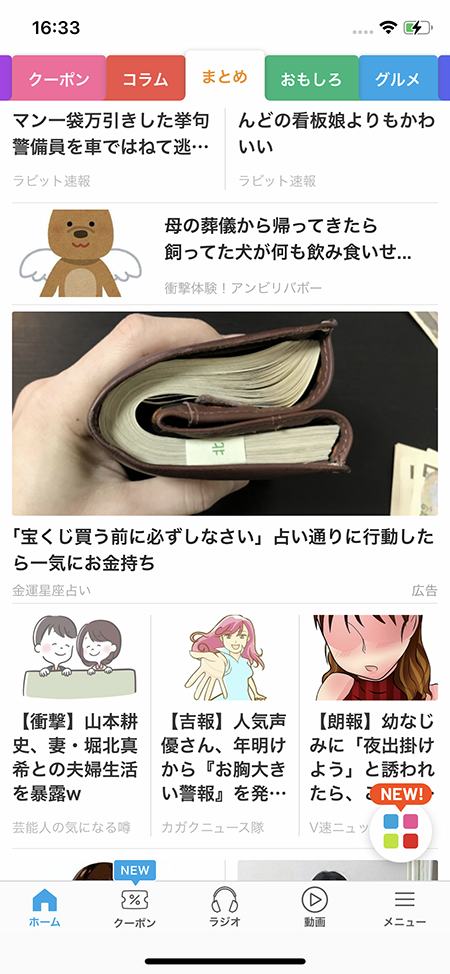 16:33
クーポン
コラム
まとめ
おもしろ
グルメ
マン一袋万引きした挙句
警備員を車ではねて逃…
ラビット速報
んどの看板娘よりもかわ
いい
ラビット速報
母の葬儀から帰ってきたら
飼ってた犬が何も飲み食いせ...
衝撃体験！アンビリバボー
「宝くじ買う前に必ずしなさい」占い通りに行動した
ら一気にお金持ち
金運星座占い
広告
【衝撃】山本耕
史、妻・堀北真
希との夫婦生活
を暴露w
芸能人の気になる噂
【吉報】人気声
優さん、年明け
から『お胸大き
い警報』を発…
カガクニュース隊
【朗報】幼なじ
みに「夜出掛け
よう」と誘われ
たら、
V速ニュッ
NEW!
NEW
ホーム
クーポン
ラジオ
動画
メニュー